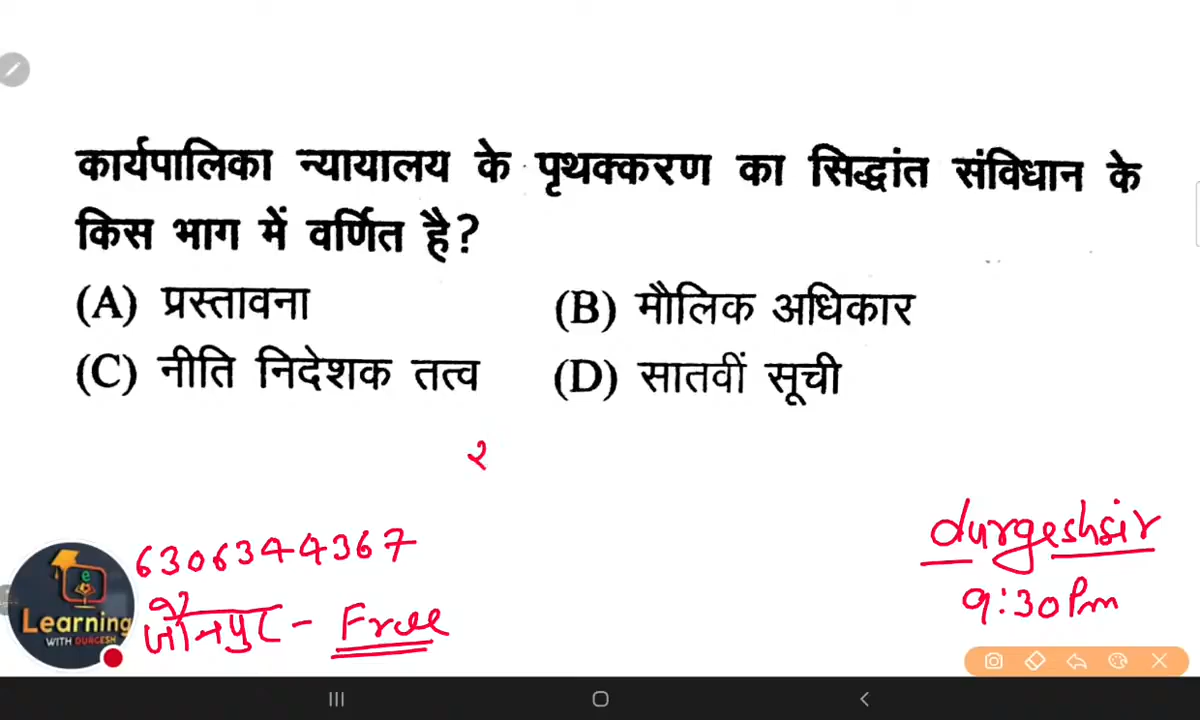 कार्यपालिका न्यायालय के पृथक्करण का सिद्धांत संविधान के
किस भाग में वर्णित है?
(A) प्रस्तावना (B) मौलिक अधिकार
(C) नीति निदेशक तत्व (D) सातवीं सूची
२
durgeshsir
9:30Pm
6306344367
जौनपुर - Free
e
Learning
WITH DURGESH